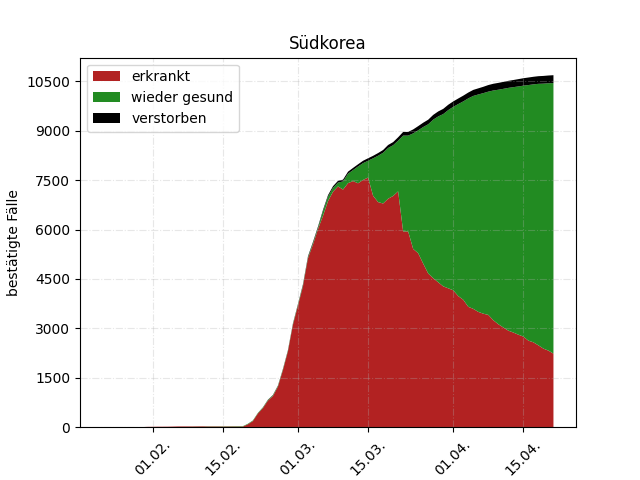 Südkorea
erkrankt
wieder gesund
verstorben
bestätigte Fälle
10500
9000
7500
6000
4500
3000
1500
0
01.02.
15.02.
01.03.
15.03.
01.04.
15.04.